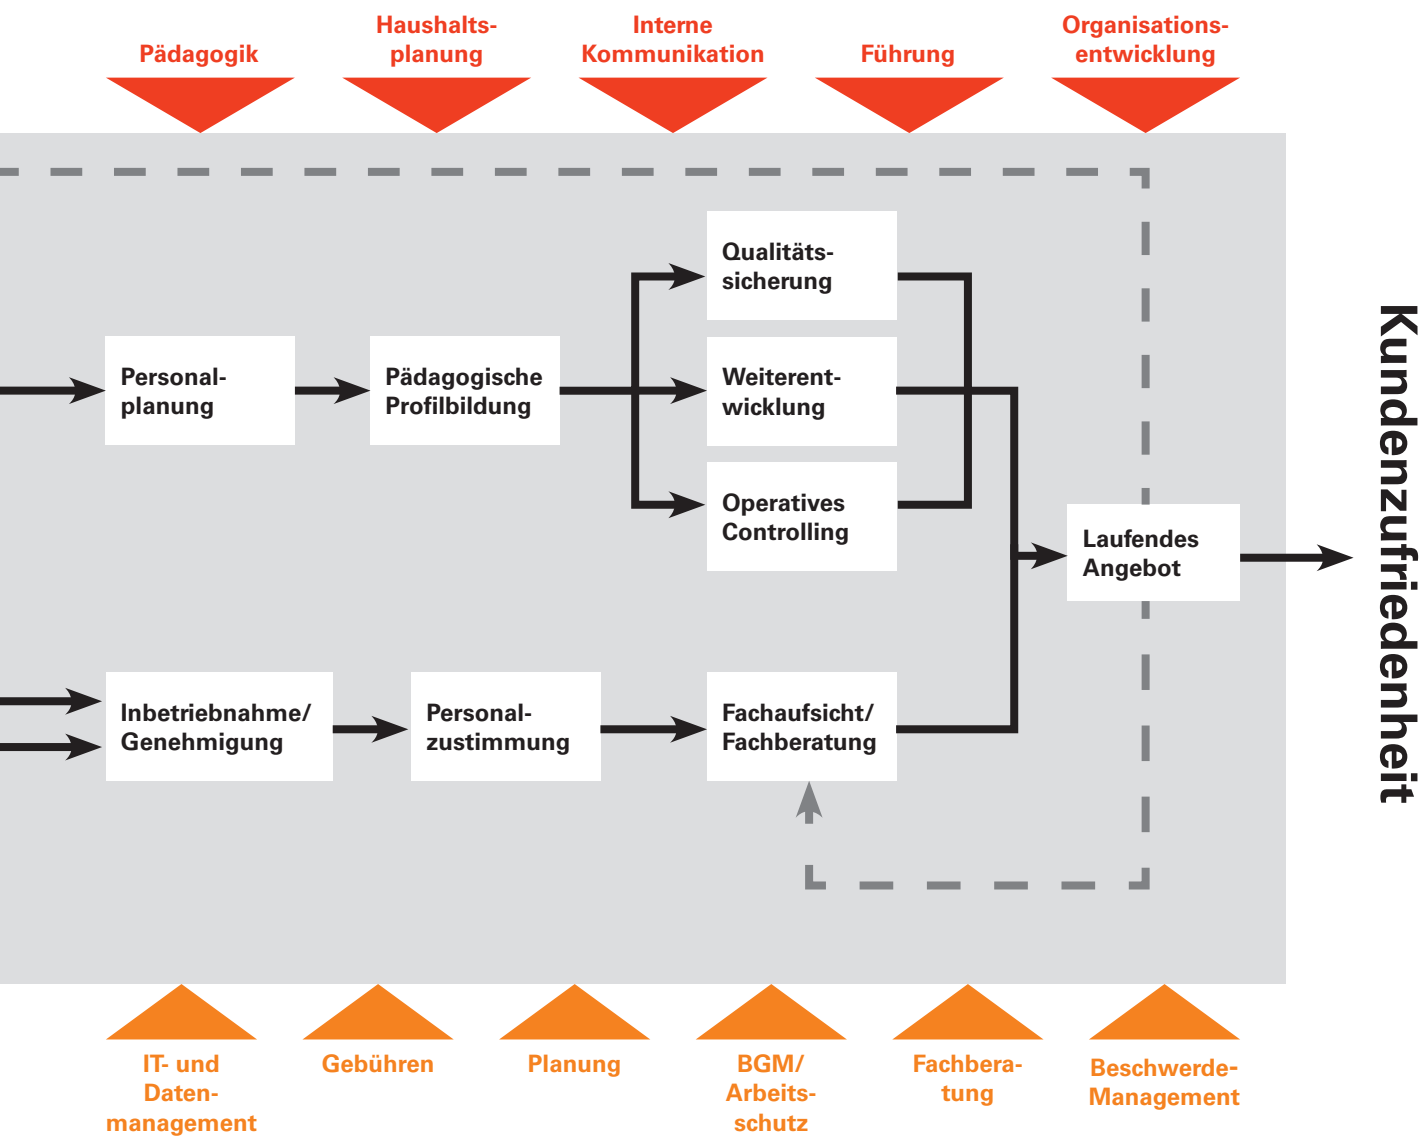 Pädagogik
Haushalts-
planung
Interne
Kommunikation
Führung
Organisations-
entwicklung
Qualitäts-
sicherung
Personal-
planung
Pädagogische
Profilbildung
Weiterent-
wicklung
Operatives
Controlling
Laufendes
Angebot
Kundenzufriedenheit
Inbetriebnahme/
Genehmigung
Personal-
zustimmung
Fachaufsicht/
Fachberatung
IT- und
Daten-
management
Gebühren
Planung
BGM/
Arbeits-
schutz
Fachbera-
tung
Beschwerde-
Management